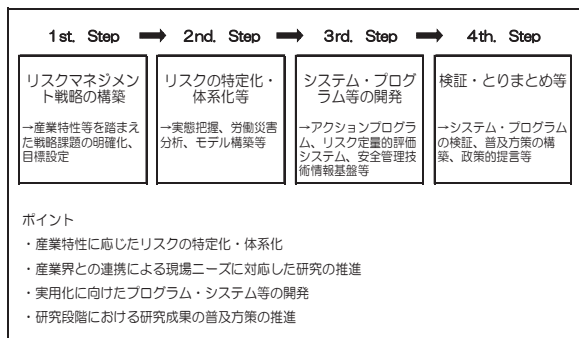 1st. Step ➡ 2nd. Step ➡ 3rd. Step ➡ 4th. Step
リスクマネジメン
ト戦略の構築
→産業特性等を踏まえ
た戦略課題の明確化、
目標設定
リスクの特定化・
体系化等
→実態把握、労働災害
分析、モデル構築等
システム・プログ
ラム等の開発
→アクションプログラ
ム、リスク定量的評価
システム、安全管理技
術情報基盤等
検証・とりまとめ等
→システム・プログラム
の検証、普及方策の構
築、政策的提言等
ポイント
・産業特性に応じたリスクの特定化・体系化
・産業界との連携による現場ニーズに対応した研究の推進
・実用化に向けたプログラム・システム等の開発
・研究段階における研究成果の普及方策の推進